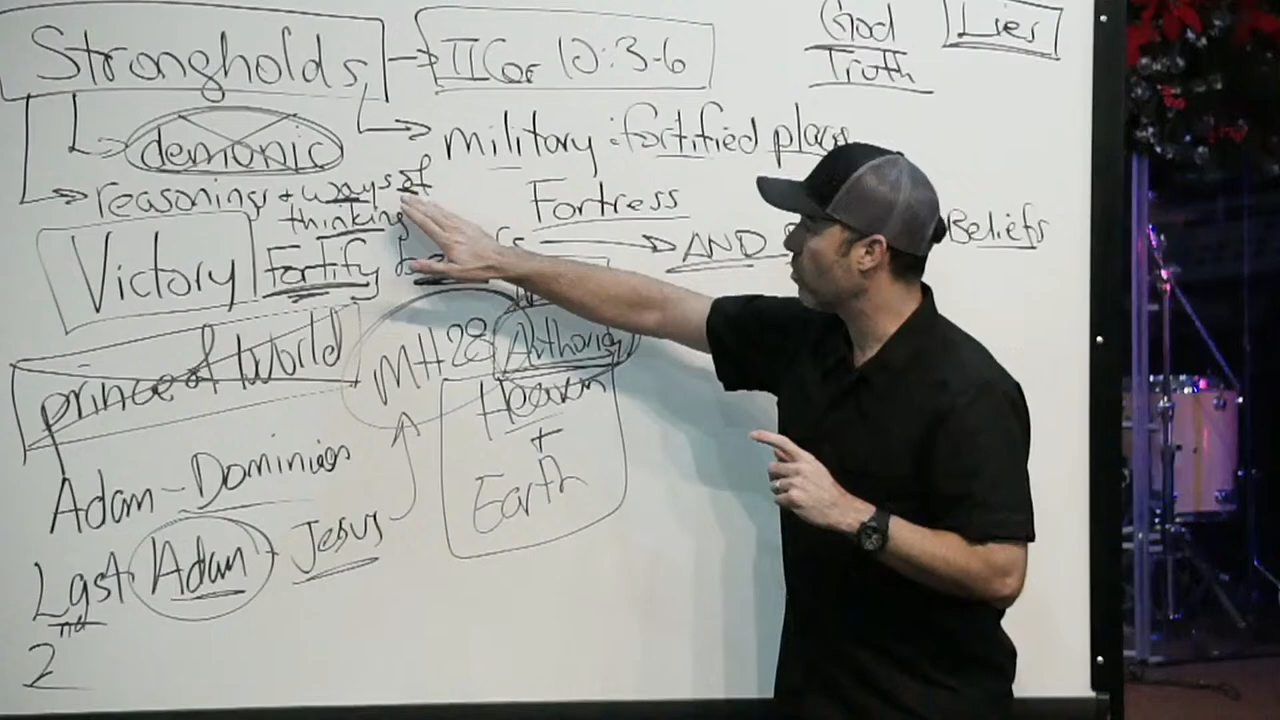 Strongholds → II Cor 10:3-6
God
Truth
Lies
demonic
military : fortified place
reasonings + ways of
thinking
Fortress
Victory
Fortify
AND
Beliefs
prince of World
MH 28
Authority
Heaven
+
Earth
Adam - Dominion
Last Adam - Jesus
2nd